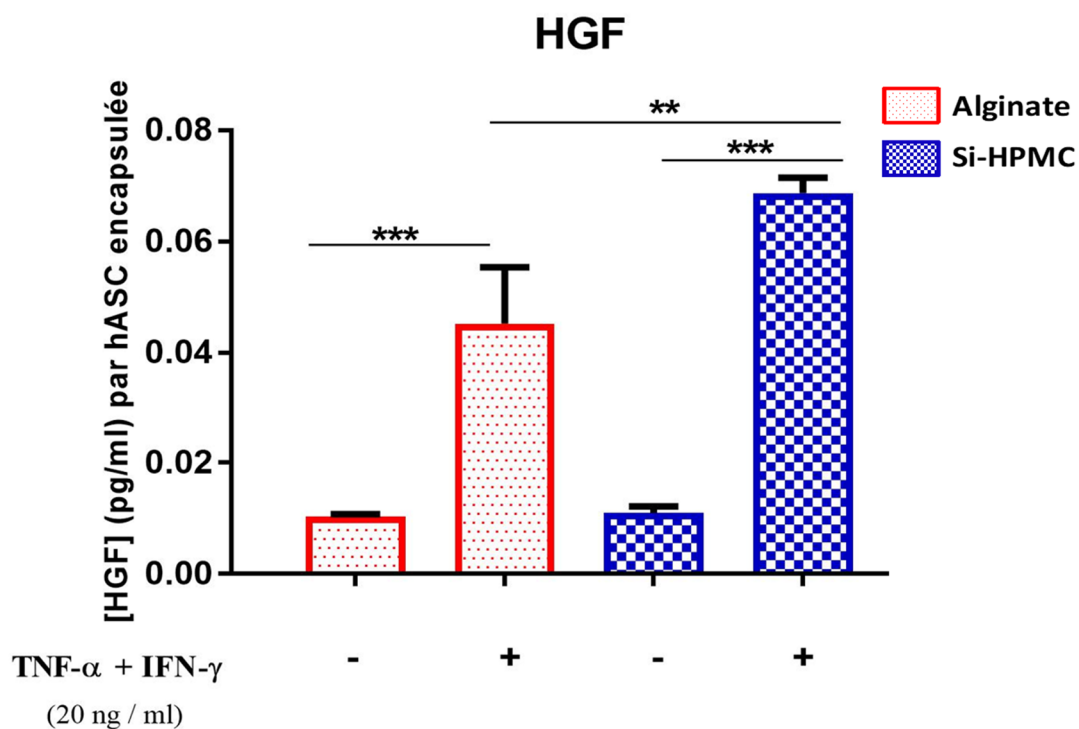 HGF
[HGF] (pg/ml) par hASC encapsulée
0.08
0.06
0.04
0.02
0.00
***
**
***
Alginate
Si-HPMC
- + - +
TNF-α + IFN-γ
(20 ng / ml)